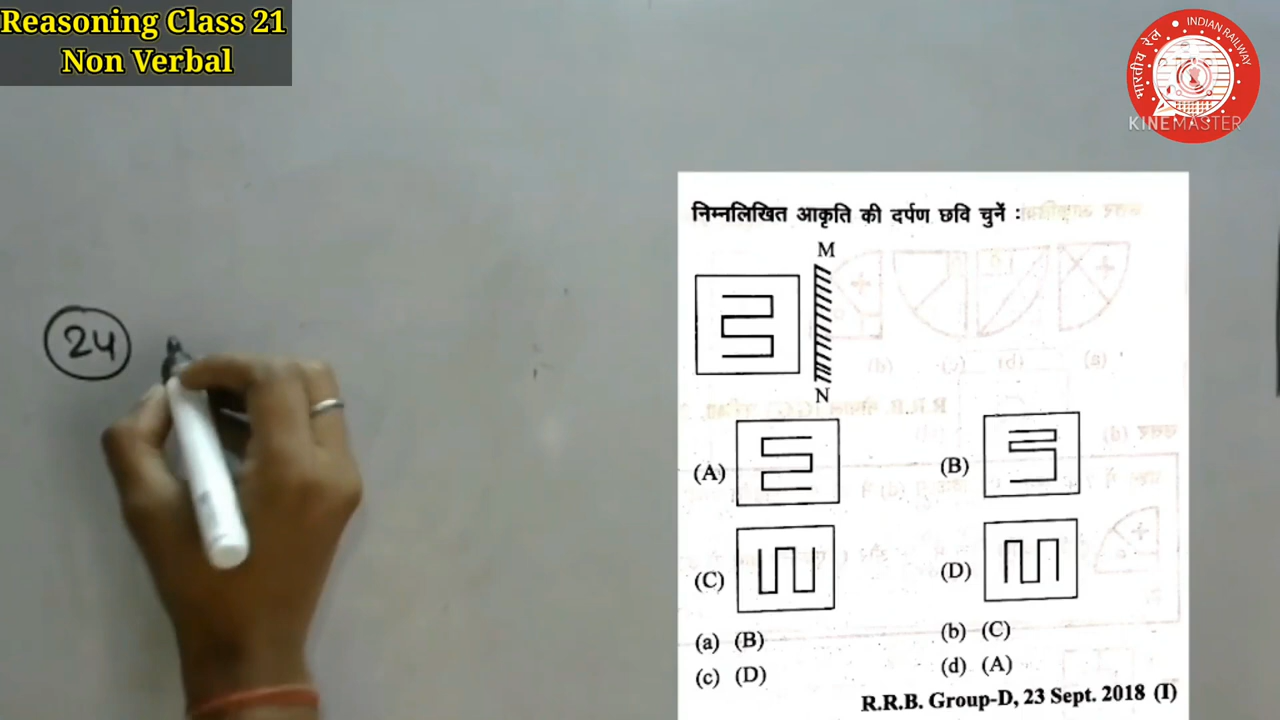 Reasoning Class 21
Non Verbal
भारतीय रेल
INDIAN RAILWAY
KINEMASTER
24
निम्नलिखित आकृति की दर्पण छवि चुनें :
M
N
(A)
(B)
(C)
(D)
(a) (B)
(b) (C)
(c) (D)
(d) (A)
R.R.B. Group-D, 23 Sept. 2018 (I)